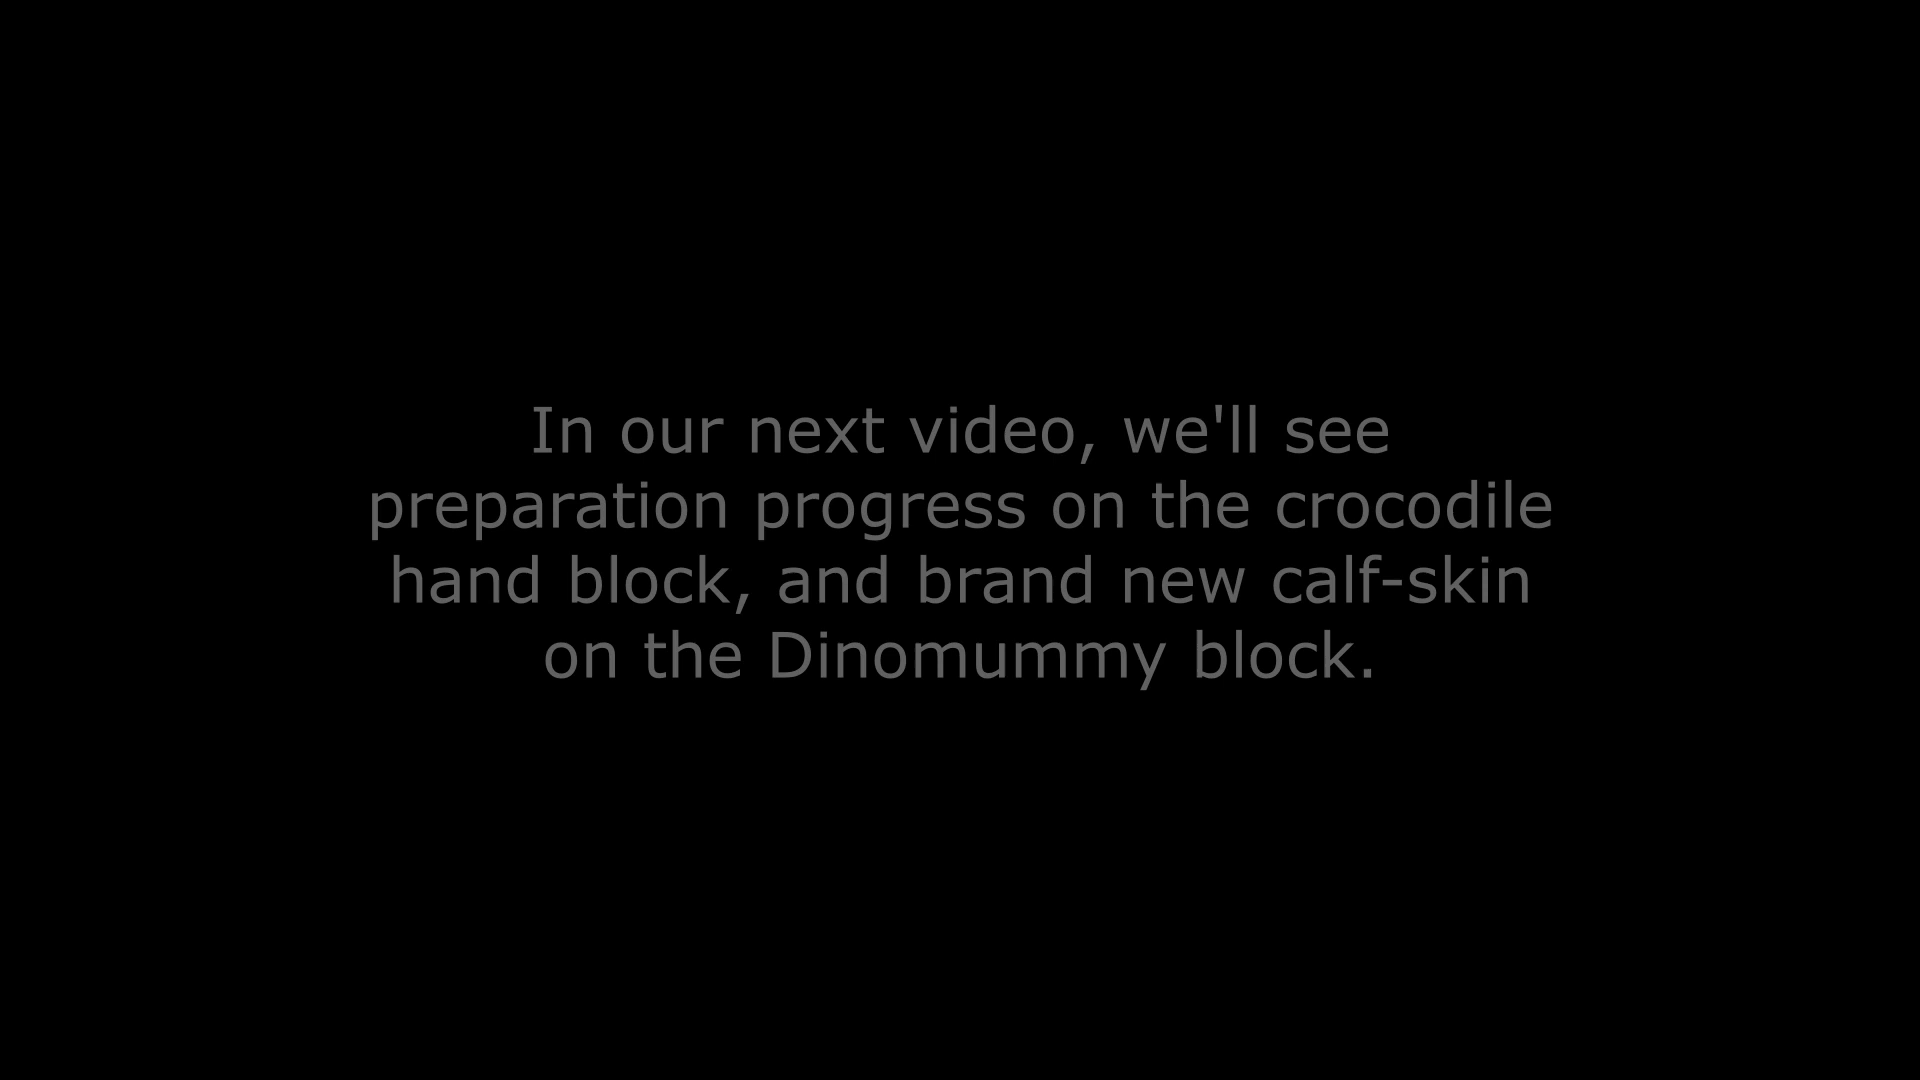 In our next video, we'll see
preparation progress on the crocodile
hand block, and brand new calf-skin
on the Dinomummy block.